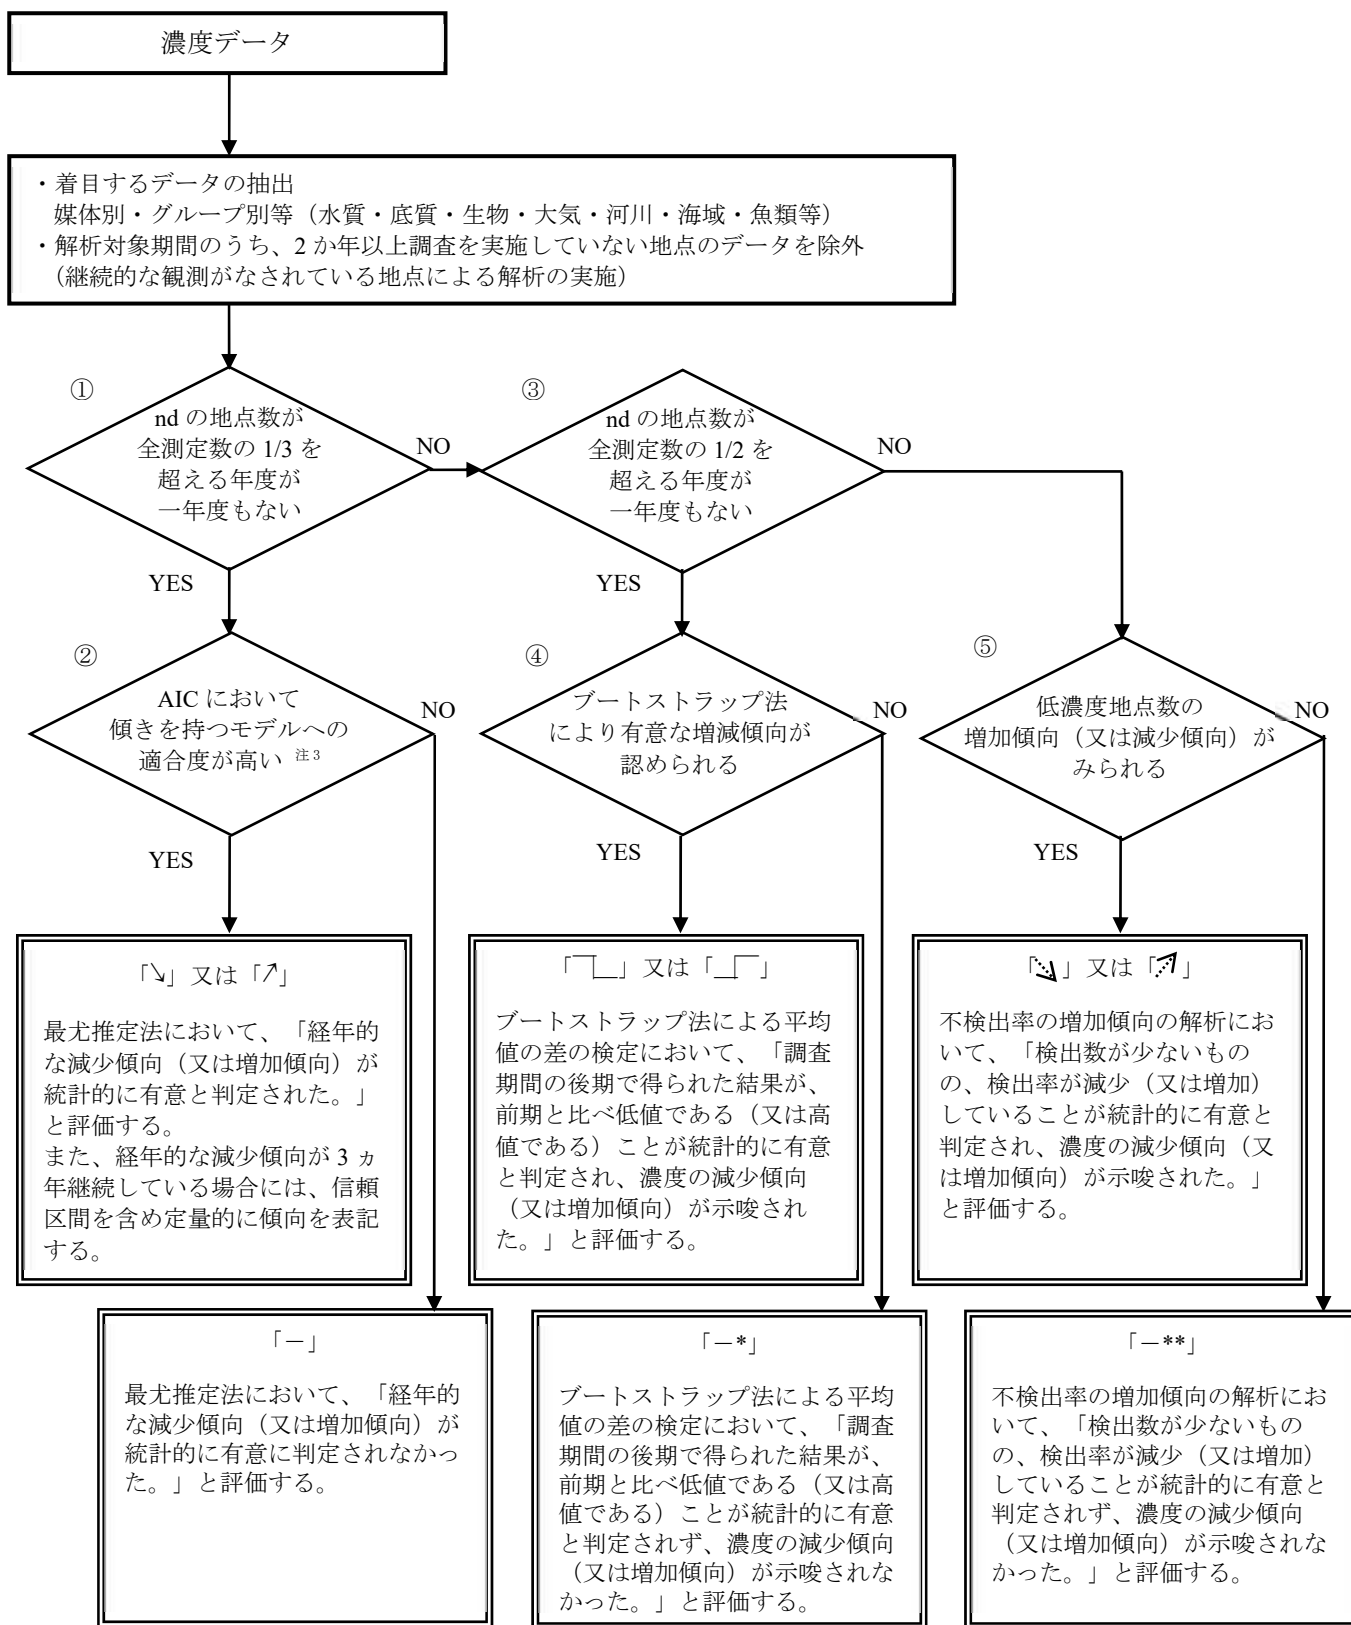 濃度データ
・着目するデータの抽出
媒体別・グループ別等（水質・底質・生物・大気・河川・海域・魚類等）
・解析対象期間のうち、2 か年以上調査を実施していない地点のデータを除外
（継続的な観測がなされている地点による解析の実施）
①
nd の地点数が
全測定数の 1/3 を
超える年度が
一年度もない
NO
YES
③
nd の地点数が
全測定数の 1/2 を
超える年度が
一年度もない
NO
YES
②
AIC において
傾きを持つモデルへの
適合度が高い 注3
NO
YES
④
ブートストラップ法
により有意な増減傾向が
認められる
NO
YES
⑤
低濃度地点数の
増加傾向（又は減少傾向）が
みられる
NO
YES
「↘」又は「↗」
最尤推定法において、「経年的
な減少傾向（又は増加傾向）が
統計的に有意と判定された。」
と評価する。
また、経年的な減少傾向が 3 ヵ
年継続している場合には、信頼
区間を含め定量的に傾向を表記
する。
「￣|＿」又は「＿|￣」
ブートストラップ法による平均
値の差の検定において、「調査
期間の後期で得られた結果が、
前期と比べ低値である（又は高
値である）ことが統計的に有意
と判定され、濃度の減少傾向
（又は増加傾向）が示唆され
た。」と評価する。
「⇘」又は「⇗」
不検出率の増加傾向の解析にお
いて、「検出数が少ないもの
の、検出率が減少（又は増加）
していることが統計的に有意と
判定され、濃度の減少傾向（又
は増加傾向）が示唆された。」
と評価する。
「－」
最尤推定法において、「経年的
な減少傾向（又は増加傾向）が
統計的に有意に判定されなかっ
た。」と評価する。
「－*」
ブートストラップ法による平均
値の差の検定において、「調査
期間の後期で得られた結果が、
前期と比べ低値である（又は高
値である）ことが統計的に有意
と判定されず、濃度の減少傾向
（又は増加傾向）が示唆されな
かった。」と評価する。
「－**」
不検出率の増加傾向の解析にお
いて、「検出数が少ないもの
の、検出率が減少（又は増加）
していることが統計的に有意と
判定されず、濃度の減少傾向
（又は増加傾向）が示唆されな
かった。」と評価する。